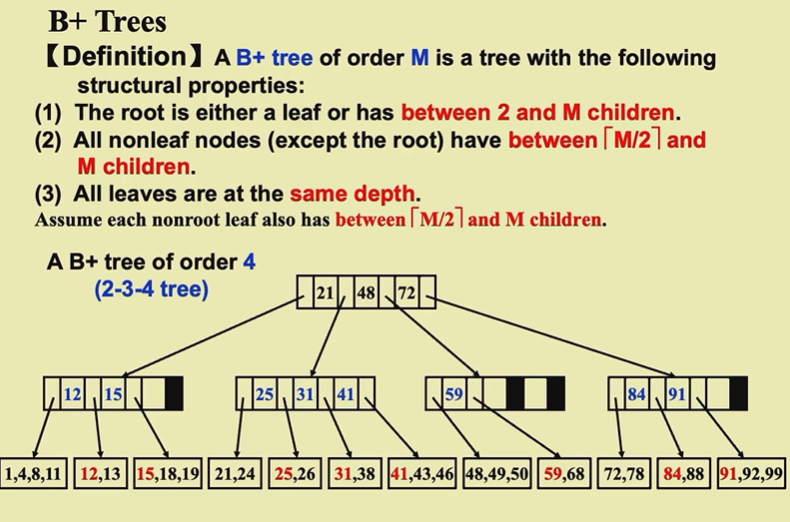 B+ Trees
【Definition】A B+ tree of order M is a tree with the following
structural properties:
(1) The root is either a leaf or has between 2 and M children.
(2) All nonleaf nodes (except the root) have between ⌈M/2⌉ and
M children.
(3) All leaves are at the same depth.
Assume each nonroot leaf also has between ⌈M/2⌉ and M children.
A B+ tree of order 4
(2-3-4 tree)
21 48 72
12 15 25 31 41 59 84 91
1,4,8,11 12,13 15,18,19 21,24 25,26 31,38 41,43,46 48,49,50 59,68 72,78 84,88 91,92,99